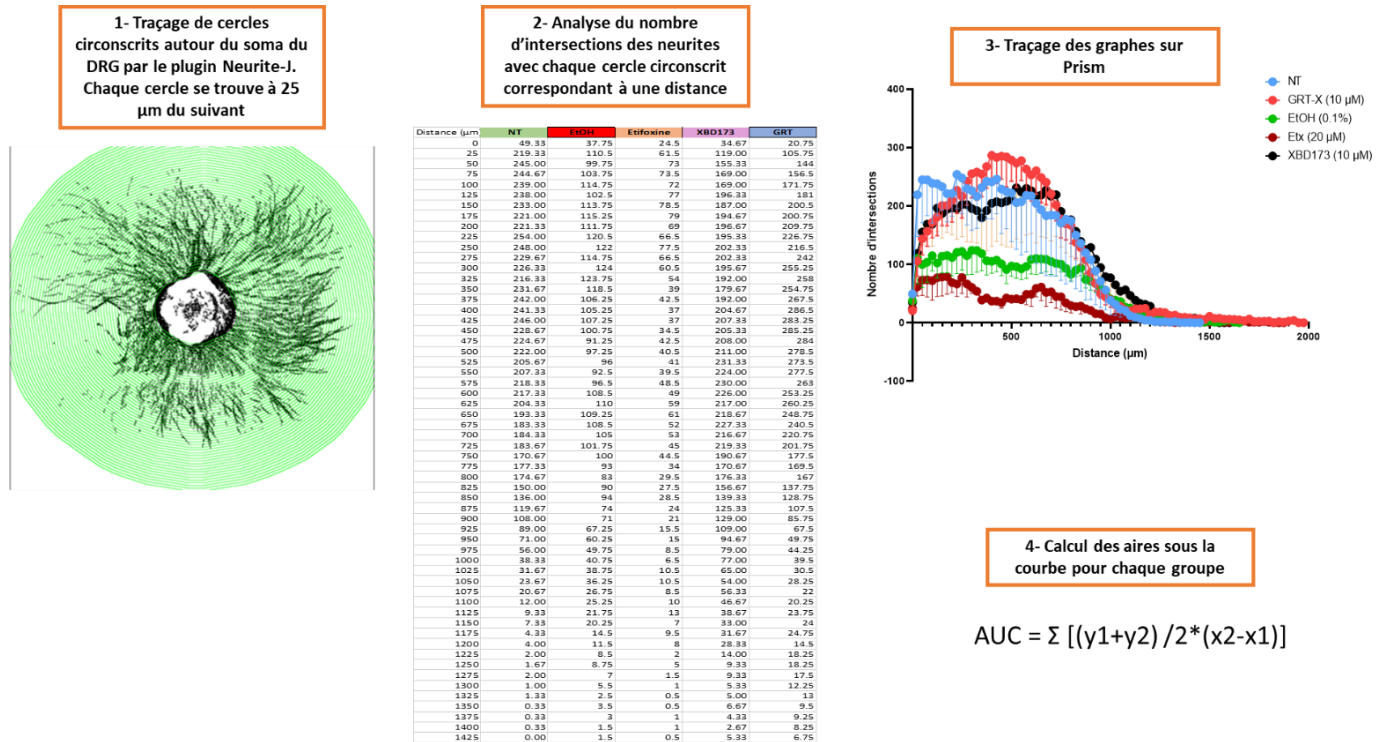 1- Traçage de cercles
circonscrits autour du soma du
DRG par le plugin Neurite-J.
Chaque cercle se trouve à 25
µm du suivant
2- Analyse du nombre
d’intersections des neurites
avec chaque cercle circonscrit
correspondant à une distance
Distance (µm NT EtOH Etifoxine XBD173 GRT
0 49.33 37.75 24.5 34.67 20.75
25 219.33 110.5 61.5 119.00 105.75
50 245.00 99.75 73 155.33 144
75 244.67 103.75 73.5 169.00 156.5
100 239.00 114.75 72 169.00 171.75
125 238.00 102.5 77 196.33 181
150 233.00 113.75 78.5 187.00 200.5
175 221.00 115.25 79 194.67 200.75
200 221.33 111.75 69 196.67 209.75
225 254.00 120.5 66.5 195.33 226.75
250 248.00 122 77.5 202.33 216.5
275 229.67 114.75 66.5 202.33 242
300 226.33 124 60.5 195.67 255.25
325 216.33 123.75 54 192.00 258
350 231.67 118.5 39 179.67 254.75
375 242.00 106.25 42.5 192.00 267.5
400 241.33 105.25 37 204.67 286.5
425 246.00 107.25 37 207.33 283.25
450 228.67 100.75 34.5 205.33 285.25
475 224.67 91.25 42.5 208.00 284
500 222.00 97.25 40.5 211.00 278.5
525 205.67 96 41 231.33 273.5
550 207.33 92.5 39.5 224.00 277.5
575 218.33 96.5 48.5 230.00 263
600 217.33 108.5 49 226.00 253.25
625 204.33 110 59 217.00 260.25
650 193.33 109.25 61 218.67 248.75
675 183.33 108.5 52 227.33 240.5
700 184.33 105 53 216.67 220.75
725 183.67 101.75 45 219.33 201.75
750 170.67 100 44.5 190.67 177.5
775 177.33 93 34 170.67 169.5
800 174.67 83 29.5 176.33 167
825 150.00 90 27.5 156.67 137.75
850 136.00 94 28.5 139.33 128.75
875 119.67 74 24 125.33 107.5
900 108.00 71 21 129.00 85.75
925 89.00 67.25 15.5 109.00 67.5
950 71.00 60.25 15 94.67 49.75
975 56.00 49.75 8.5 79.00 44.25
1000 38.33 40.75 6.5 77.00 39.5
1025 31.67 38.75 10.5 65.00 30.5
1050 23.67 36.25 10.5 54.00 28.25
1075 20.67 26.75 8.5 56.33 22
1100 12.00 25.25 10 46.67 20.25
1125 9.33 21.75 13 38.67 23.75
1150 7.33 20.25 7 33.00 24
1175 4.33 14.5 9.5 31.67 24.75
1200 4.00 11.5 8 28.33 14.5
1225 2.00 8.5 2 14.00 18.25
1250 1.67 8.75 5 9.33 18.25
1275 2.00 7 1.5 9.33 17.5
1300 1.00 5.5 1 5.33 12.25
1325 1.33 2.5 0.5 5.00 13
1350 0.33 3.5 0.5 6.67 9.5
1375 0.33 3 1 4.33 9.25
1400 0.33 1.5 1 2.67 8.25
1425 0.00 1.5 0.5 5.33 6.75
3- Traçage des graphes sur
Prism
NT
GRT-X (10 µM)
EtOH (0.1%)
Etx (20 µM)
XBD173 (10 µM)
Nombre d'intersections
400
300
200
100
0
-100
500 1000 1500 2000
Distance (µm)
4- Calcul des aires sous la
courbe pour chaque groupe
AUC = Σ [(y1+y2) /2*(x2-x1)]